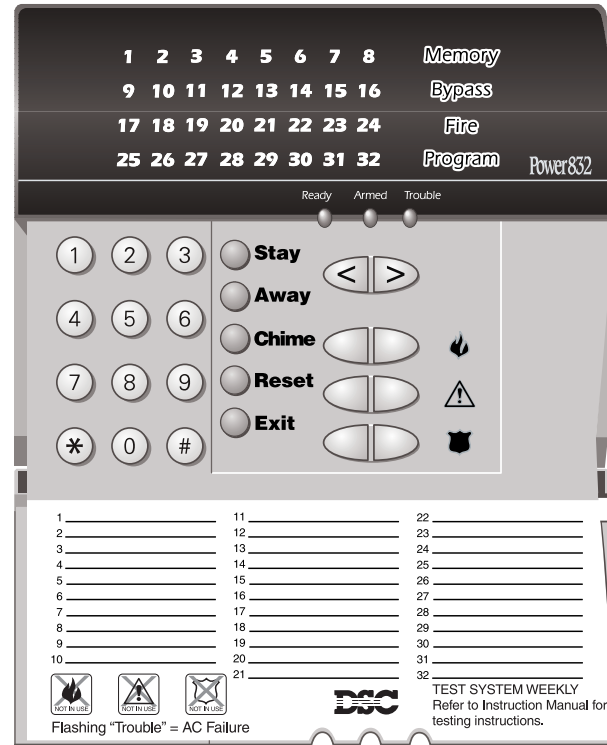 1 2 3 4 5 6 7 8 Memory
9 10 11 12 13 14 15 16 Bypass
17 18 19 20 21 22 23 24 Fire
25 26 27 28 29 30 31 32 Program
Power832
Ready Armed Trouble
1 2 3
4 5 6
7 8 9
* 0 #
Stay
Away
Chime
Reset
Exit
< >
1
2
3
4
5
6
7
8
9
10
11
12
13
14
15
16
17
18
19
20
21
22
23
24
25
26
27
28
29
30
31
32
NOT IN USE NOT IN USE NOT IN USE
Flashing "Trouble" = AC Failure
DSC
TEST SYSTEM WEEKLY
Refer to Instruction Manual for
testing instructions.